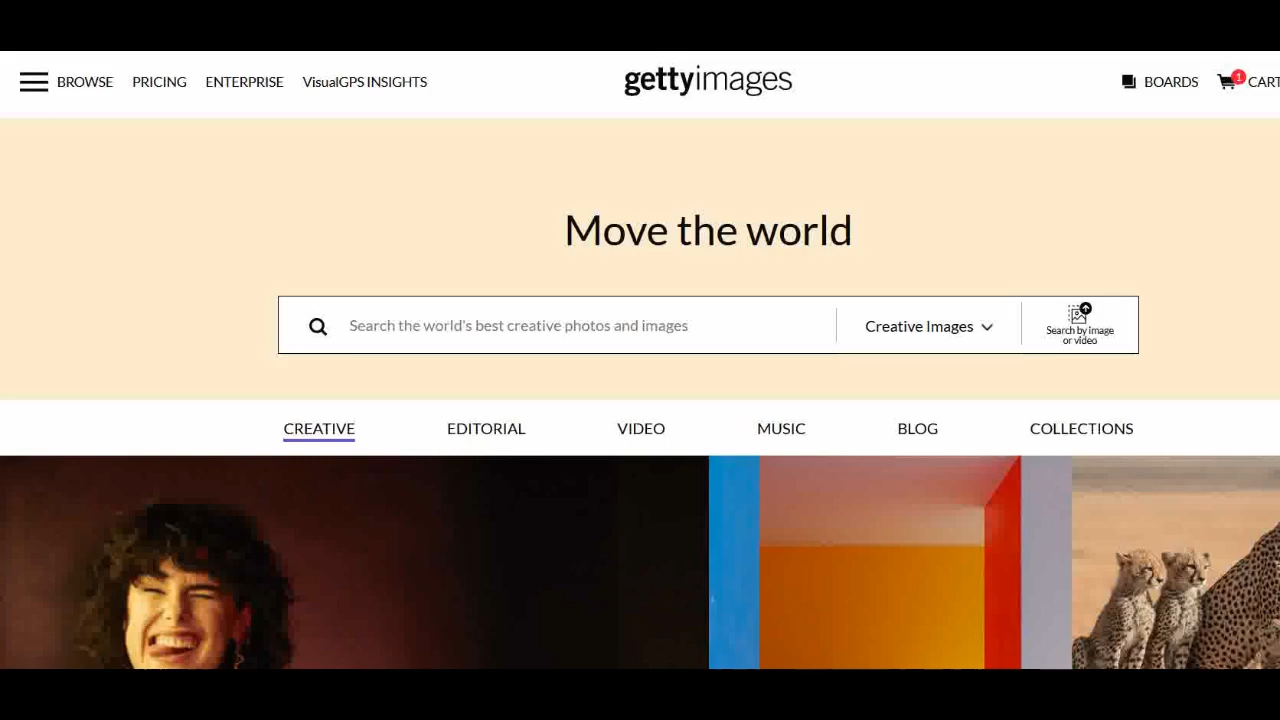 BROWSE PRICING ENTERPRISE VisualGPS INSIGHTS gettyimages BOARDS 1 CART
Move the world
Search the world's best creative photos and images Creative Images Search by image
or video
CREATIVE EDITORIAL VIDEO MUSIC BLOG COLLECTIONS